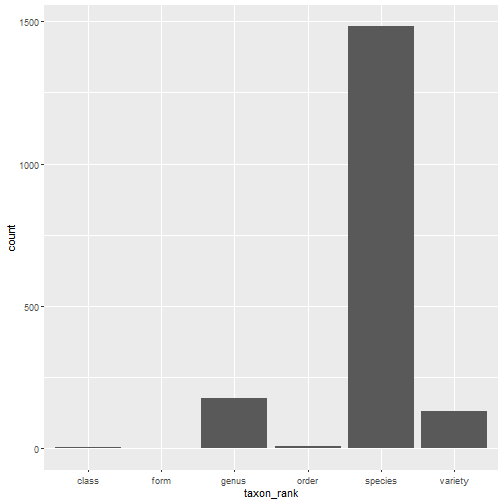 1500
1000
500
0
count
class form genus order species variety
taxon_rank